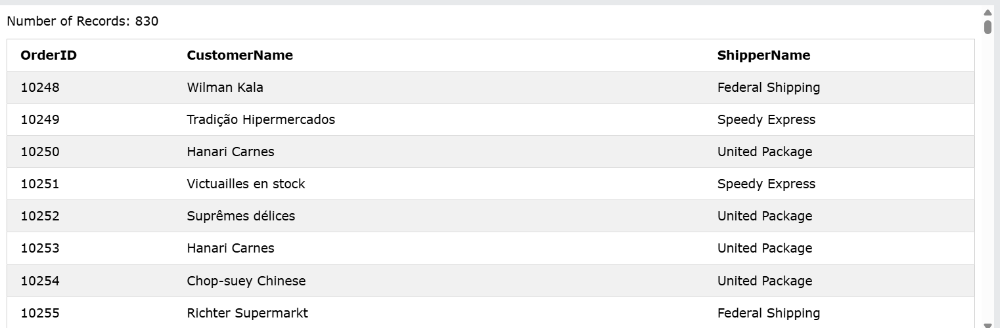 Number of Records: 830
OrderID CustomerName ShipperName
10248 Wilman Kala Federal Shipping
10249 Tradição Hipermercados Speedy Express
10250 Hanari Carnes United Package
10251 Victuailles en stock Speedy Express
10252 Suprêmes délices United Package
10253 Hanari Carnes United Package
10254 Chop-suey Chinese United Package
10255 Richter Supermarkt Federal Shipping